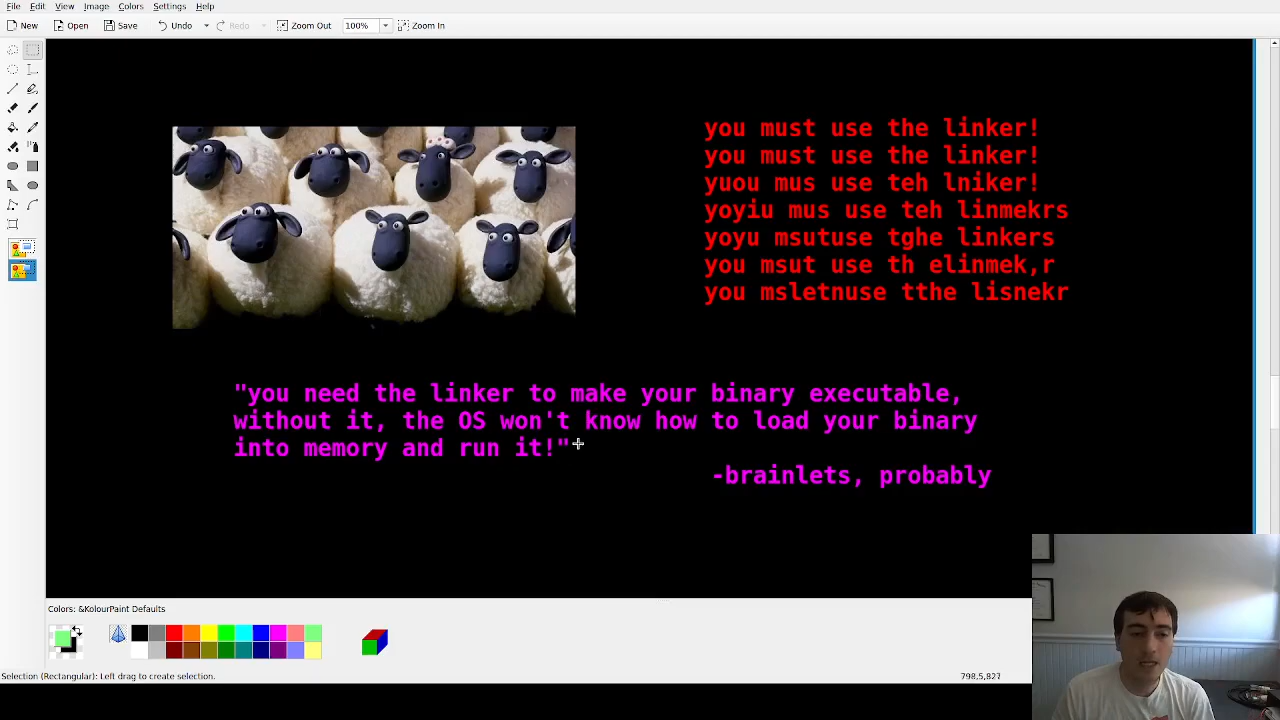 File Edit View Image Colors Settings Help
New Open Save Undo Redo Zoom Out 100% Zoom In
you must use the linker!
you must use the linker!
yuou mus use teh lniker!
yoyiu mus use teh linmekrs
yoyu msutuse tghe linkers
you msut use th elinmek,r
you msletnuse tthe lisnekr
"you need the linker to make your binary executable,
without it, the OS won't know how to load your binary
into memory and run it!"
-brainlets, probably
Colors: &KolourPaint Defaults
Selection (Rectangular): Left drag to create selection.
798,5,827